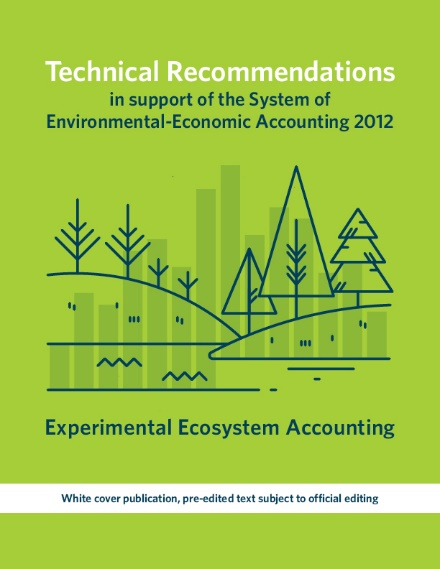 Technical Recommendations
in support of the System of
Environmental-Economic Accounting 2012
Experimental Ecosystem Accounting
White cover publication, pre-edited text subject to official editing